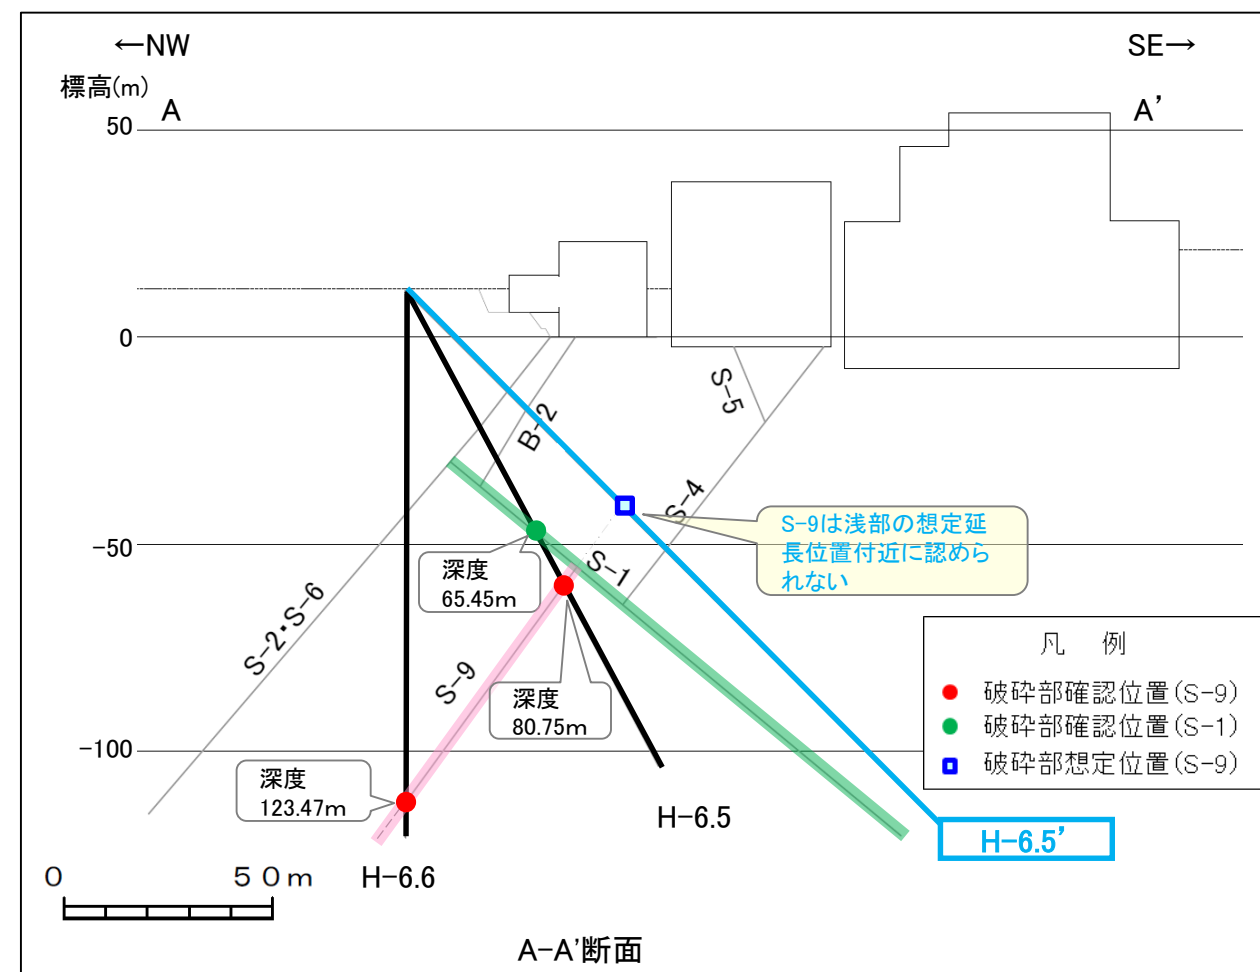 ←NW
SE→
標高(m)
A
A’
50
0
−50
−100
S−5
B−2
S−4
S−1
S−2・S−6
S−9
S−9は浅部の想定延
長位置付近に認めら
れない
深度
65.45m
深度
80.75m
深度
123.47m
凡 例
破砕部確認位置(S−9)
破砕部確認位置(S−1)
破砕部想定位置(S−9)
H−6.5
H−6.5’
H−6.6
0
50m
A−A’断面